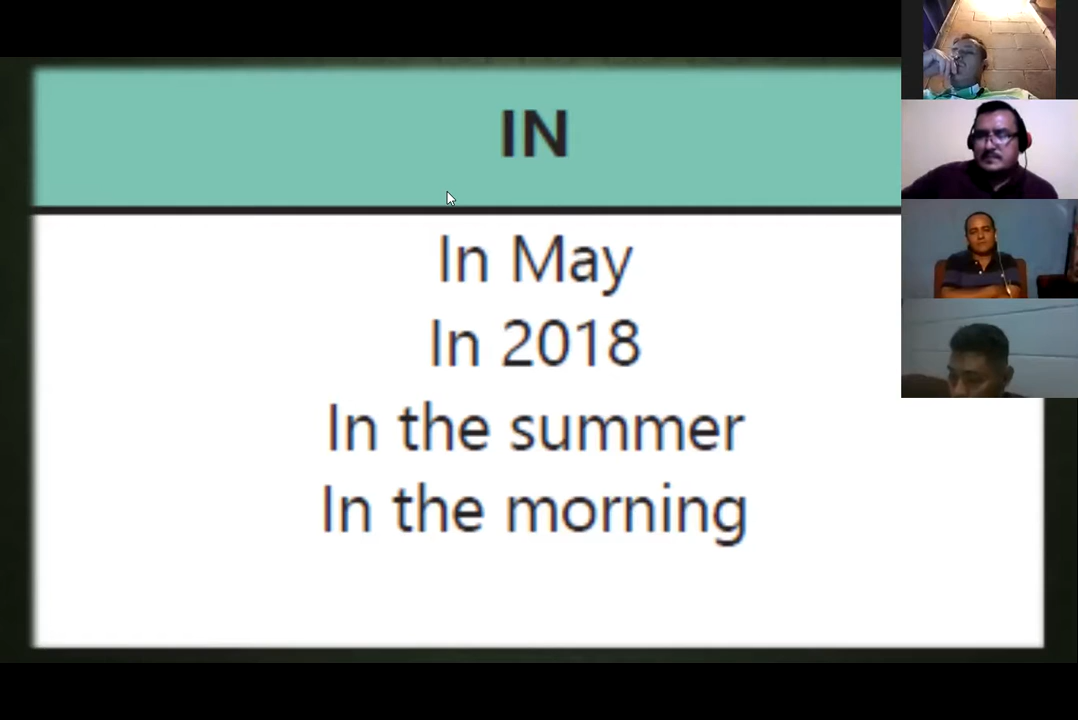 IN
In May
In 2018
In the summer
In the morning